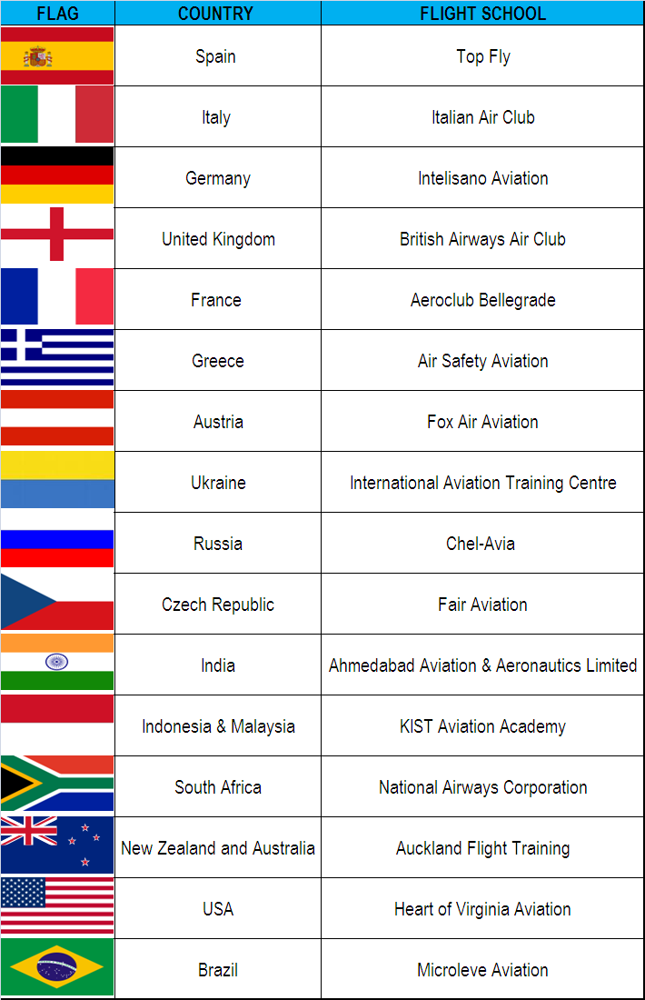 FLAG COUNTRY FLIGHT SCHOOL
Spain Top Fly
Italy Italian Air Club
Germany Intelisano Aviation
United Kingdom British Airways Air Club
France Aeroclub Bellegrade
Greece Air Safety Aviation
Austria Fox Air Aviation
Ukraine International Aviation Training Centre
Russia Chel-Avia
Czech Republic Fair Aviation
India Ahmedabad Aviation & Aeronautics Limited
Indonesia & Malaysia KIST Aviation Academy
South Africa National Airways Corporation
New Zealand and Australia Auckland Flight Training
USA Heart of Virginia Aviation
Brazil Microleve Aviation